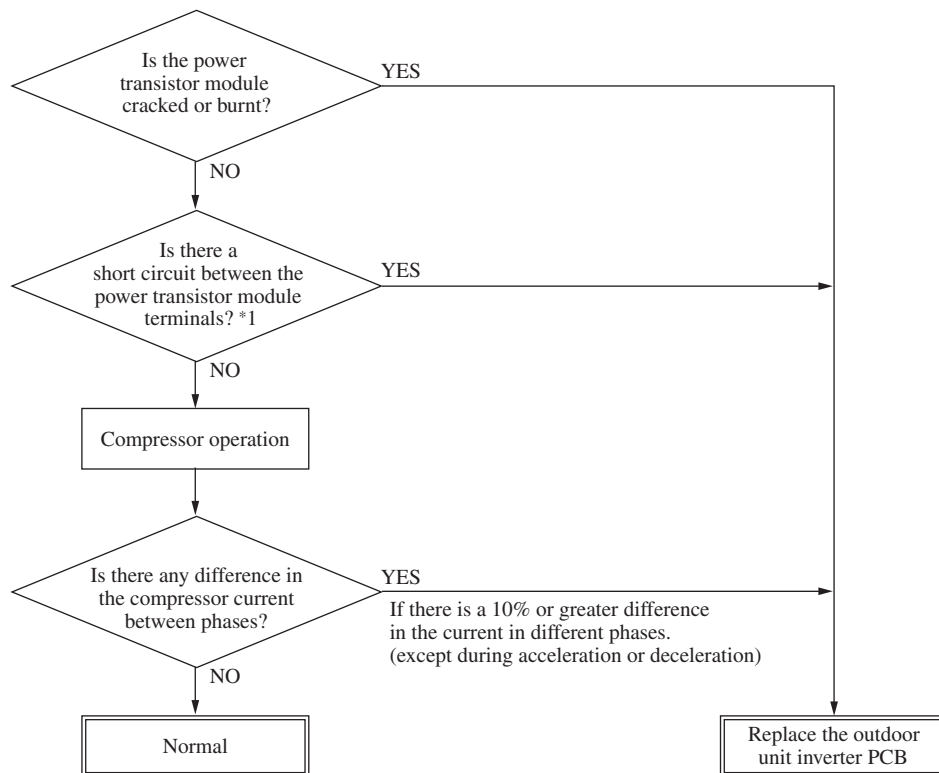 Is the power
transistor module
cracked or burnt?
YES
NO
Is there a
short circuit between the
power transistor module
terminals? *1
YES
NO
Compressor operation
Is there any difference in
the compressor current
between phases?
YES
If there is a 10% or greater difference
in the current in different phases.
(except during acceleration or deceleration)
NO
Normal
Replace the outdoor
unit inverter PCB